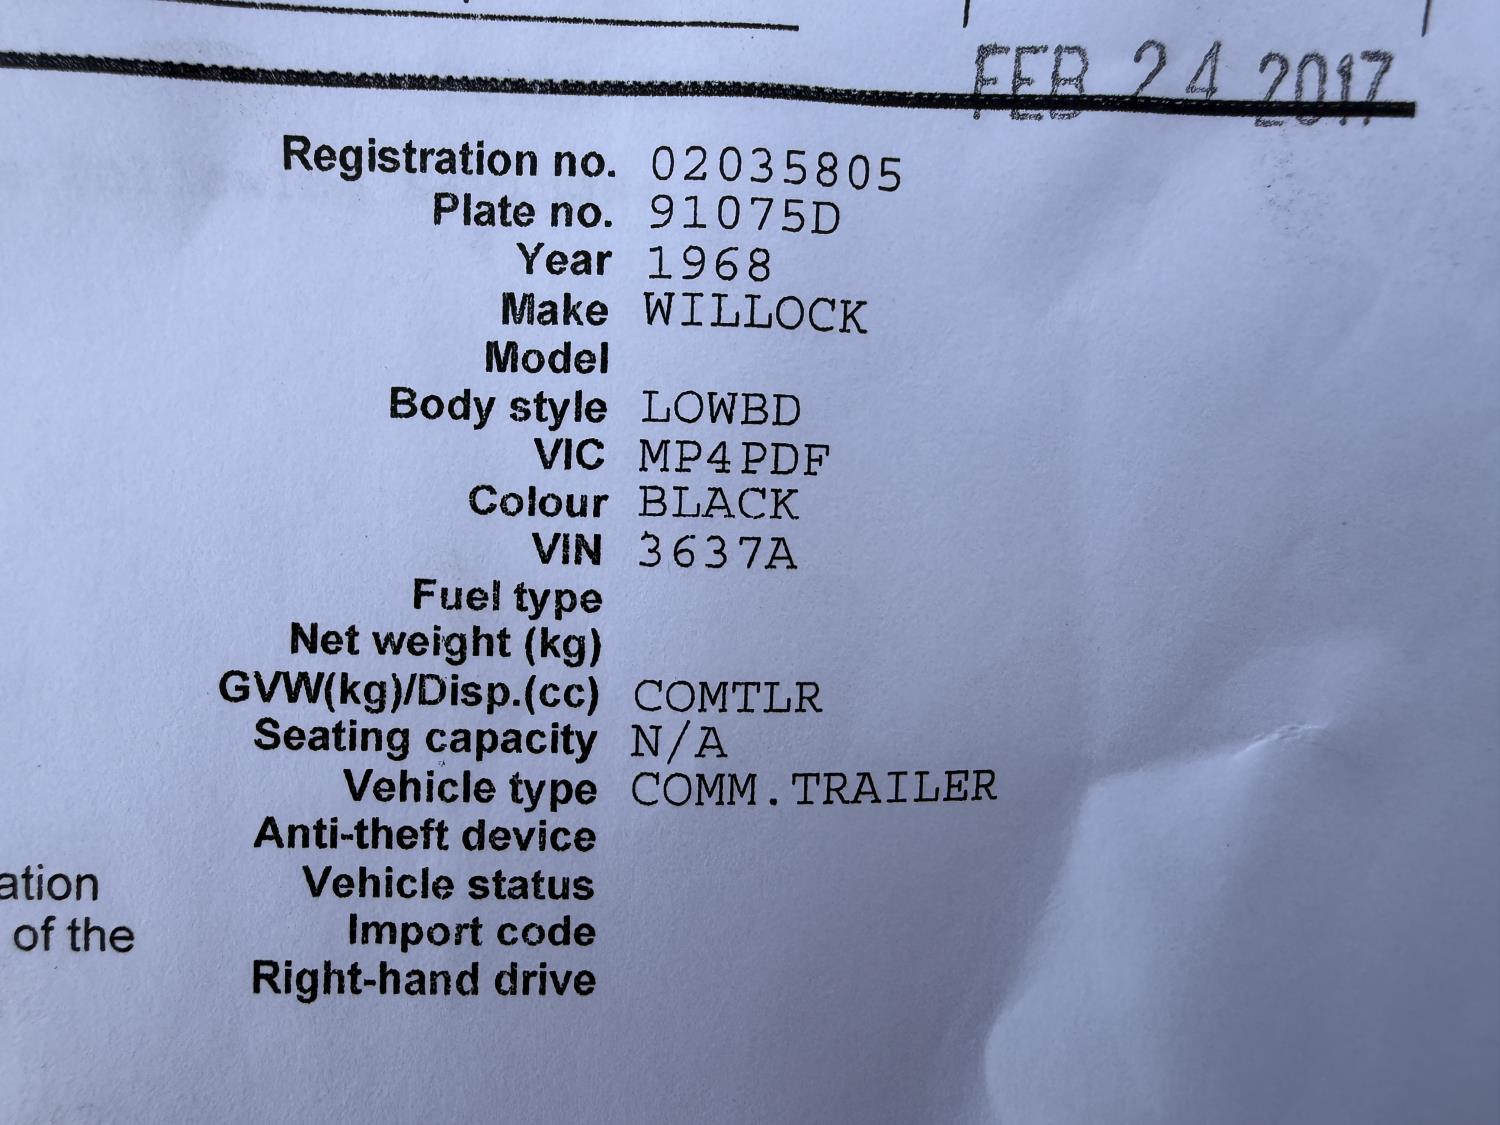 FEB 24 2017
Registration no. 02035805
Plate no. 91075D
Year 1968
Make WILLOCK
Model
Body style LOWBD
VIC MP4PDF
Colour BLACK
VIN 3637A
Fuel type
Net weight (kg)
GVW(kg)/Disp.(cc) COMTLR
Seating capacity N/A
Vehicle type COMM.TRAILER
Anti-theft device
ation Vehicle status
of the Import code
Right-hand drive